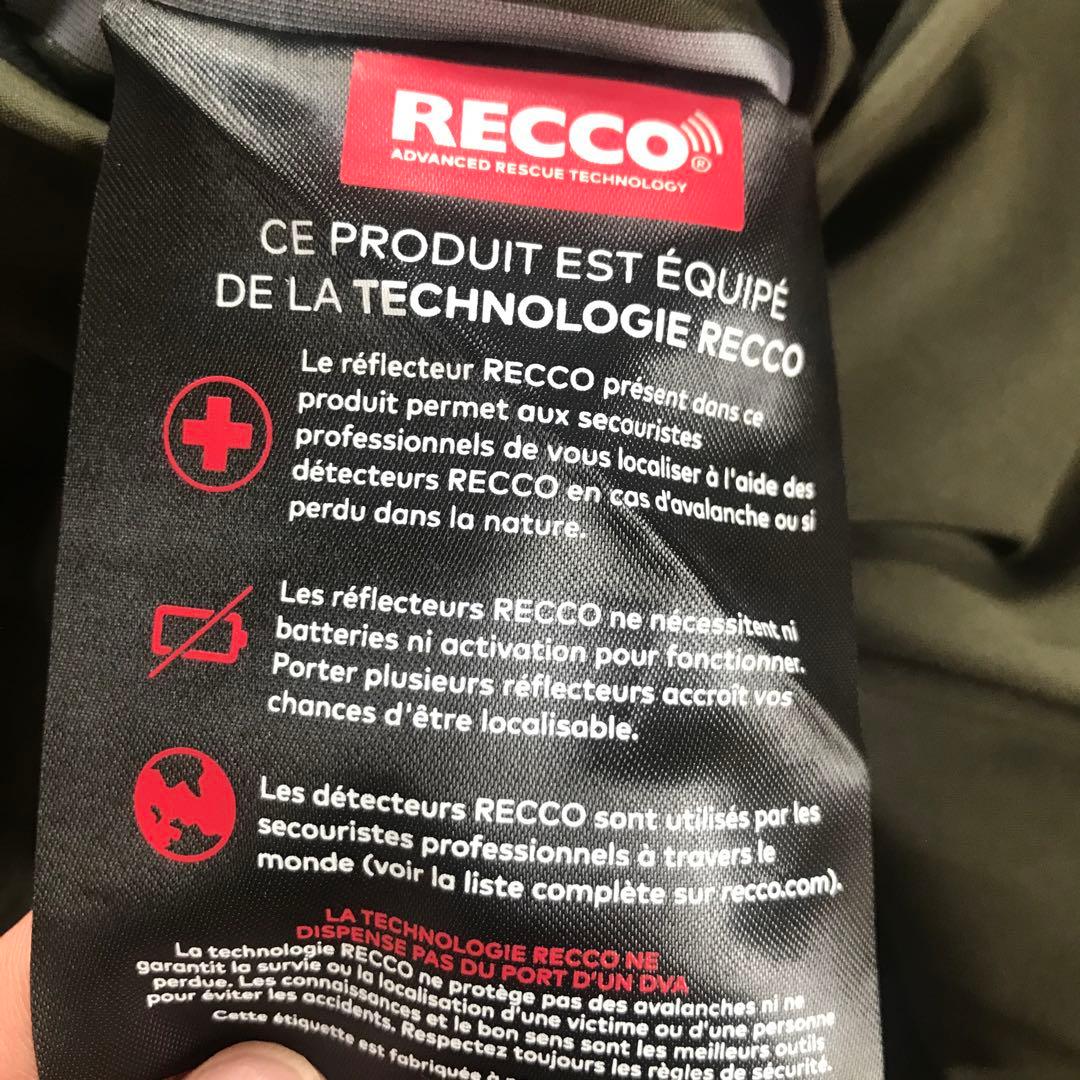 RECCO®
ADVANCED RESCUE TECHNOLOGY
CE PRODUIT EST ÉQUIPÉ
DE LA TECHNOLOGIE RECCO
Le réflecteur RECCO présent dans ce
produit permet aux secouristes
professionnels de vous localiser à l'aide des
détecteurs RECCO en cas d'avalanche ou si
perdu dans la nature.
Les réflecteurs RECCO ne nécessitent ni
batteries ni activation pour fonctionner.
Porter plusieurs réflecteurs accroît vos
chances d'être localisable.
Les détecteurs RECCO sont utilisés par les
secouristes professionnels à travers le
monde (voir la liste complète sur recco.com).
LA TECHNOLOGIE RECCO NE
DISPENSE PAS DU PORT D'UN DVA
La technologie RECCO ne protège pas des avalanches ni ne
garantit la survie ou la localisation d'une victime ou d'une personne
perdue. Les connaissances et le bon sens sont les meilleurs outils
pour éviter les accidents. Respectez toujours les règles de sécurité.
Cette étiquette est fabriquée à